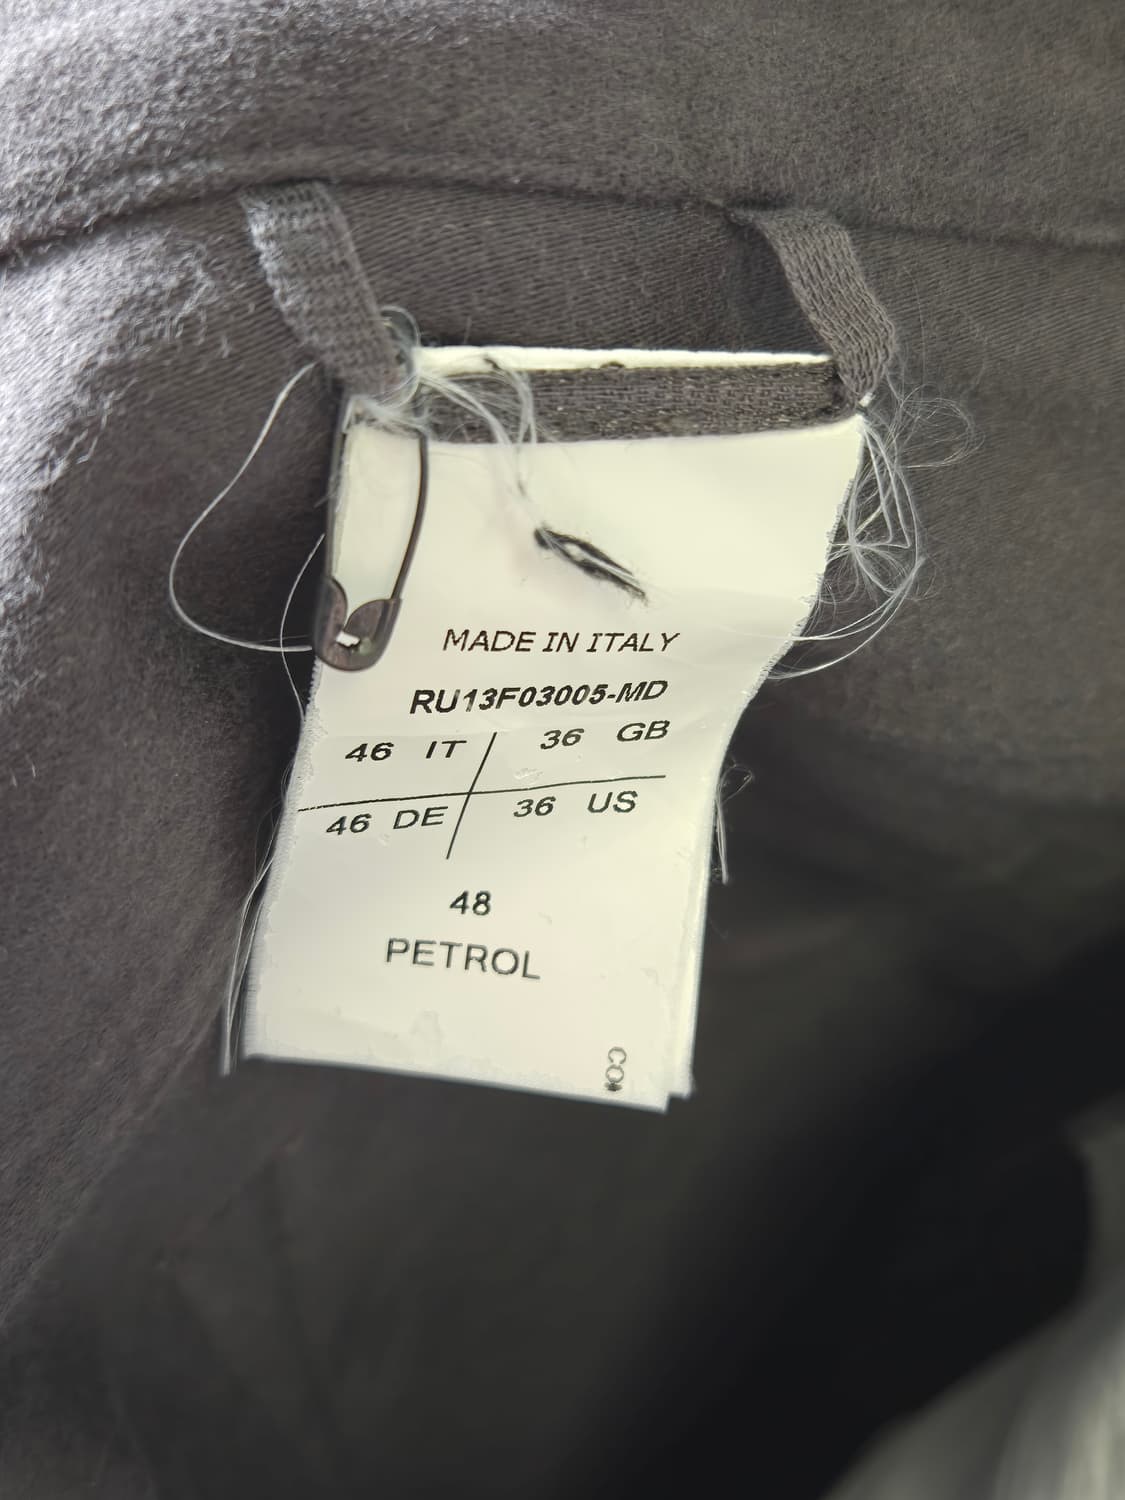 MADE IN ITALY
RU13F03005-MD
46 IT 36 GB
46 DE 36 US
48
PETROL